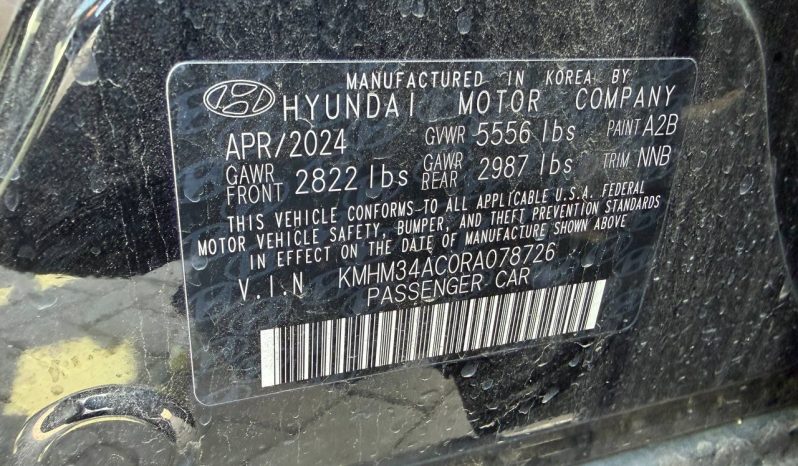 MANUFACTURED IN KOREA BY
HYUNDAI MOTOR COMPANY
APR/2024 GVWR 5556 lbs PAINT A2B
GAWR FRONT 2822 lbs GAWR REAR 2987 lbs TRIM NNB
THIS VEHICLE CONFORMS TO ALL APPLICABLE U.S.A. FEDERAL
MOTOR VEHICLE SAFETY, BUMPER, AND THEFT PREVENTION STANDARDS
IN EFFECT ON THE DATE OF MANUFACTURE SHOWN ABOVE
V.I.N KMHM34AC0RA078726
PASSENGER CAR